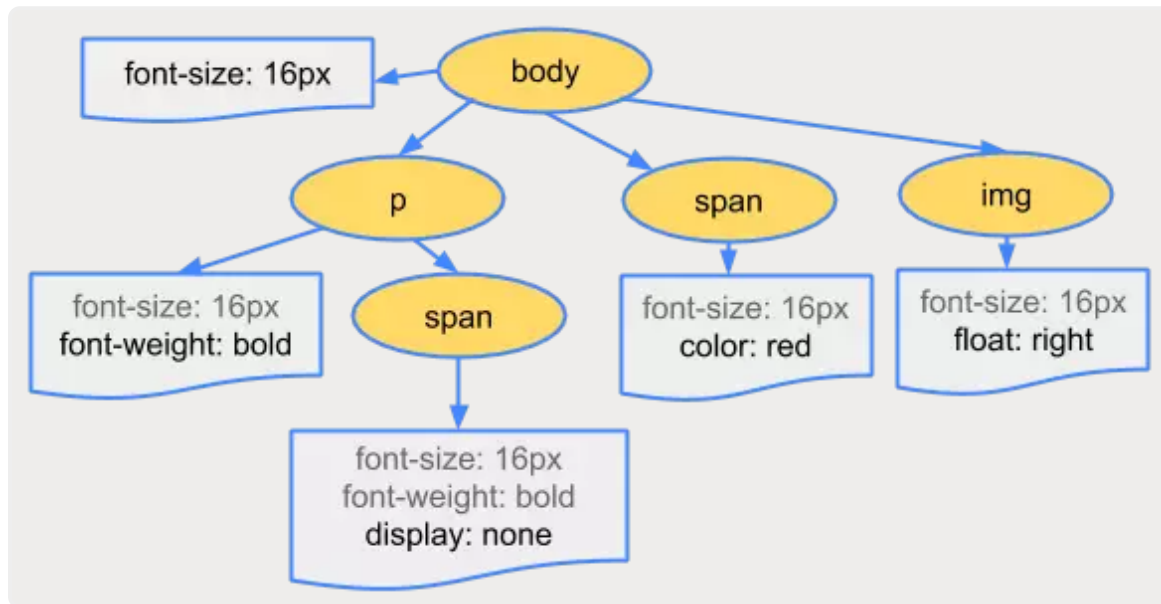 font-size: 16px
body
p
span
img
font-size: 16px
font-weight: bold
span
font-size: 16px
color: red
font-size: 16px
float: right
font-size: 16px
font-weight: bold
display: none